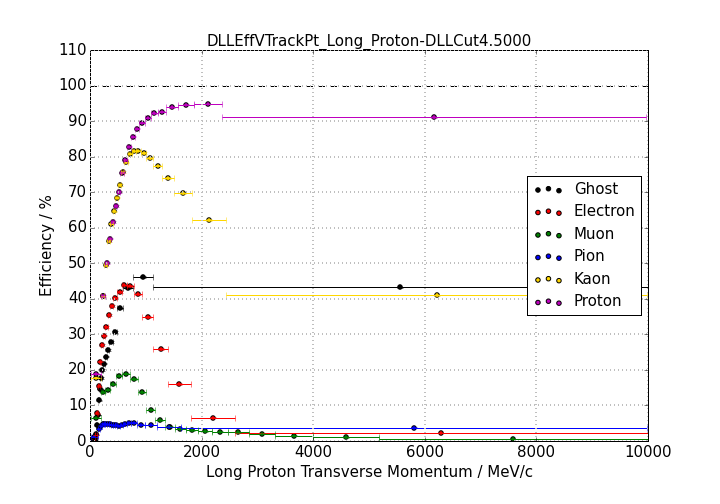 DLLEffVTrackPt_Long_Proton-DLLCut4.5000
110
100
90
80
70
60
50
40
30
20
10
0
Efficiency / %
Ghost
Electron
Muon
Pion
Kaon
Proton
0 2000 4000 6000 8000 10000
Long Proton Transverse Momentum / MeV/c